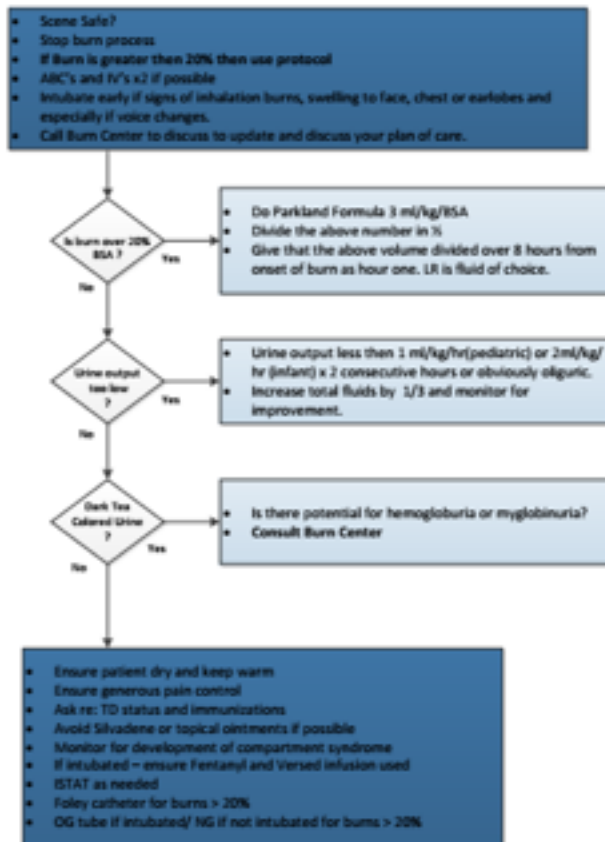 Scene Safe?
Stop burn process
If Burn is greater then 20% then use protocol
ABC's and IV's x2 if possible
Intubate early if signs of inhalation burns, swelling to face, chest or earlobes and
especially if voice changes.
Call Burn Center to discuss to update and discuss your plan of care.
Is burn over 20%
BSA ?
Yes
No
Do Parkland Formula 3 ml/kg/BSA
Divide the above number in ½
Give that the above volume divided over 8 hours from
onset of burn as hour one. LR is fluid of choice.
Urine output
too low
?
Yes
No
Urine output less then 1 ml/kg/hr(pediatric) or 2ml/kg/
hr (infant) x 2 consecutive hours or obviously oliguric.
Increase total fluids by 1/3 and monitor for
improvement.
Dark Tea
Colored Urine
?
Yes
No
Is there potential for hemogloburia or myglobinuria?
Consult Burn Center
Ensure patient dry and keep warm
Ensure generous pain control
Ask re: TD status and immunizations
Avoid Silvadene or topical ointments if possible
Monitor for development of compartment syndrome
If intubated – ensure Fentanyl and Versed infusion used
ISTAT as needed
Foley catheter for burns > 20%
OG tube if intubated/ NG if not intubated for burns > 20%